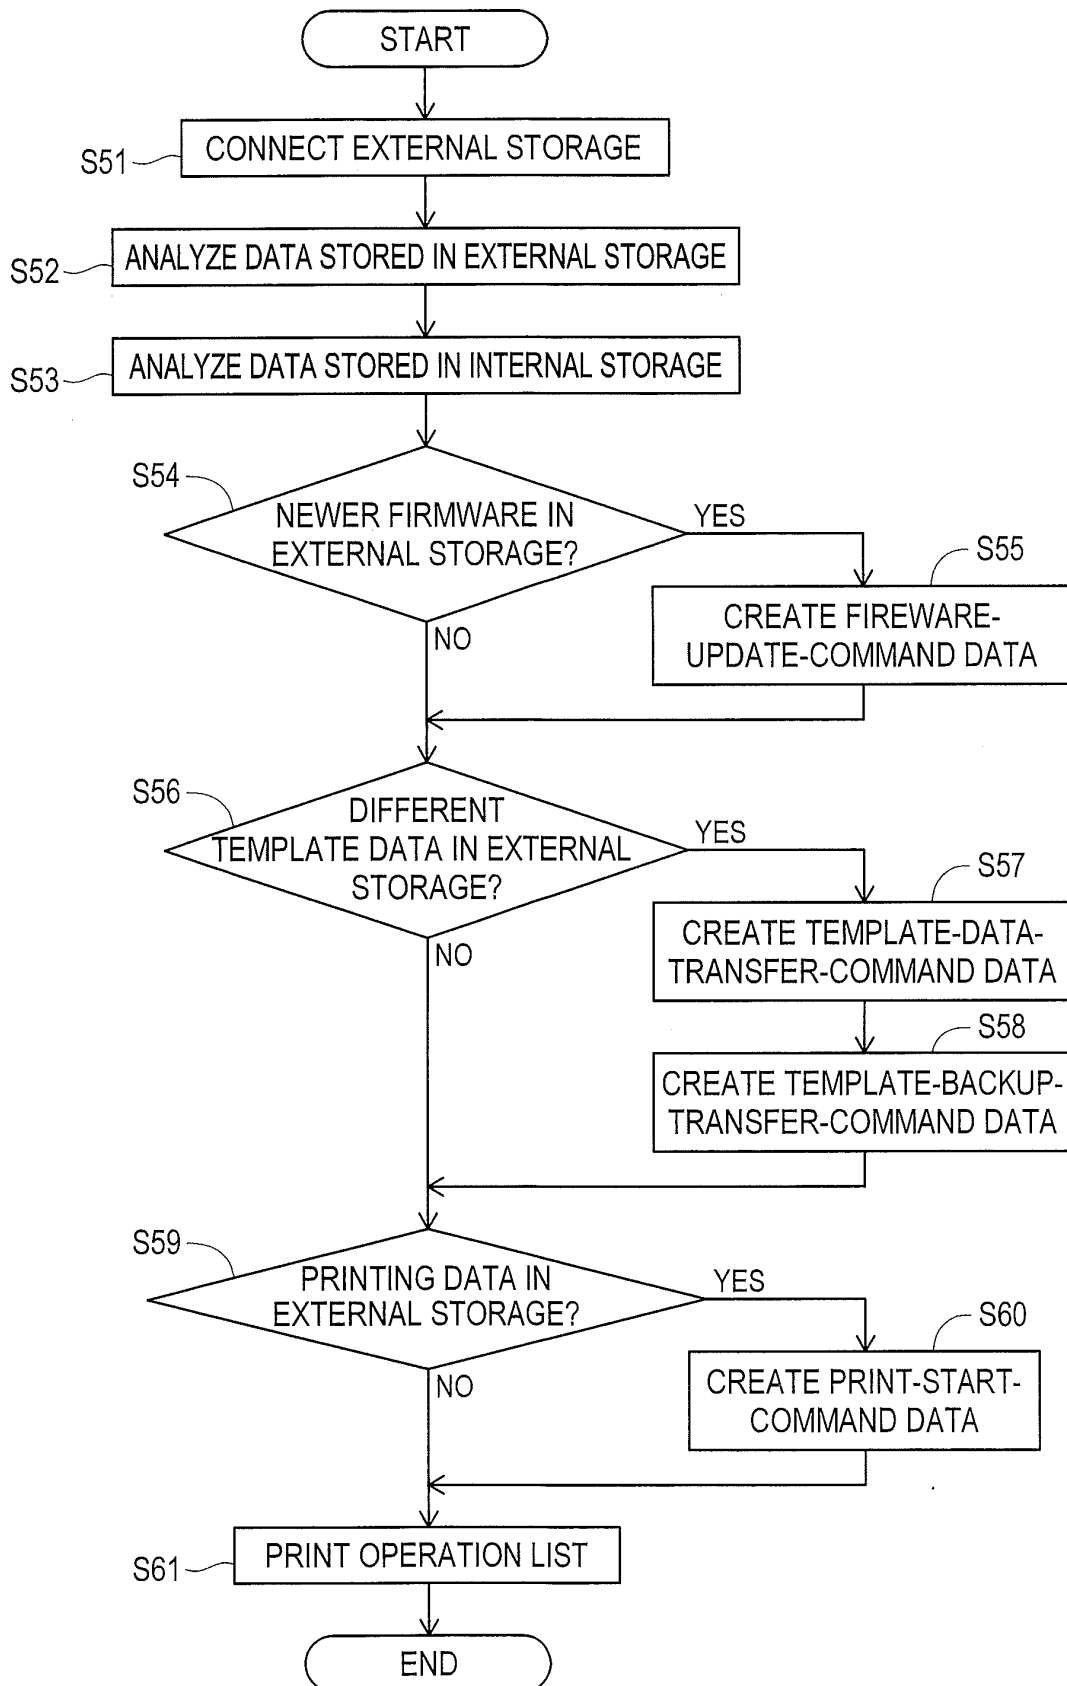 START
S51
CONNECT EXTERNAL STORAGE
S52
ANALYZE DATA STORED IN EXTERNAL STORAGE
S53
ANALYZE DATA STORED IN INTERNAL STORAGE
S54
NEWER FIRMWARE IN
EXTERNAL STORAGE?
YES
NO
S55
CREATE FIREWARE-
UPDATE-COMMAND DATA
S56
DIFFERENT
TEMPLATE DATA IN EXTERNAL
STORAGE?
YES
NO
S57
CREATE TEMPLATE-DATA-
TRANSFER-COMMAND DATA
S58
CREATE TEMPLATE-BACKUP-
TRANSFER-COMMAND DATA
S59
PRINTING DATA IN
EXTERNAL STORAGE?
YES
NO
S60
CREATE PRINT-START-
COMMAND DATA
S61
PRINT OPERATION LIST
END